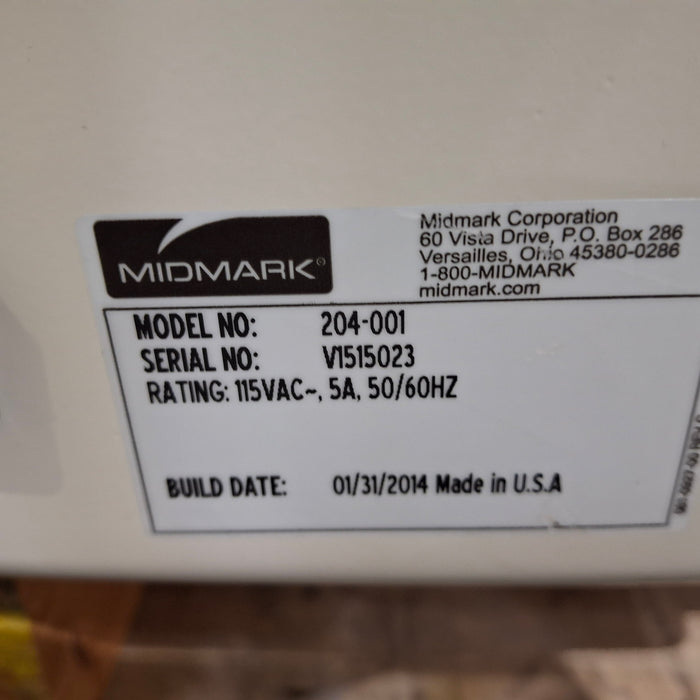 MIDMARK®
Midmark Corporation
60 Vista Drive, P.O. Box 286
Versailles, Ohio 45380-0286
1-800-MIDMARK
midmark.com
MODEL NO: 204-001
SERIAL NO: V1515023
RATING: 115VAC~, 5A, 50/60HZ
BUILD DATE: 01/31/2014 Made in U.S.A